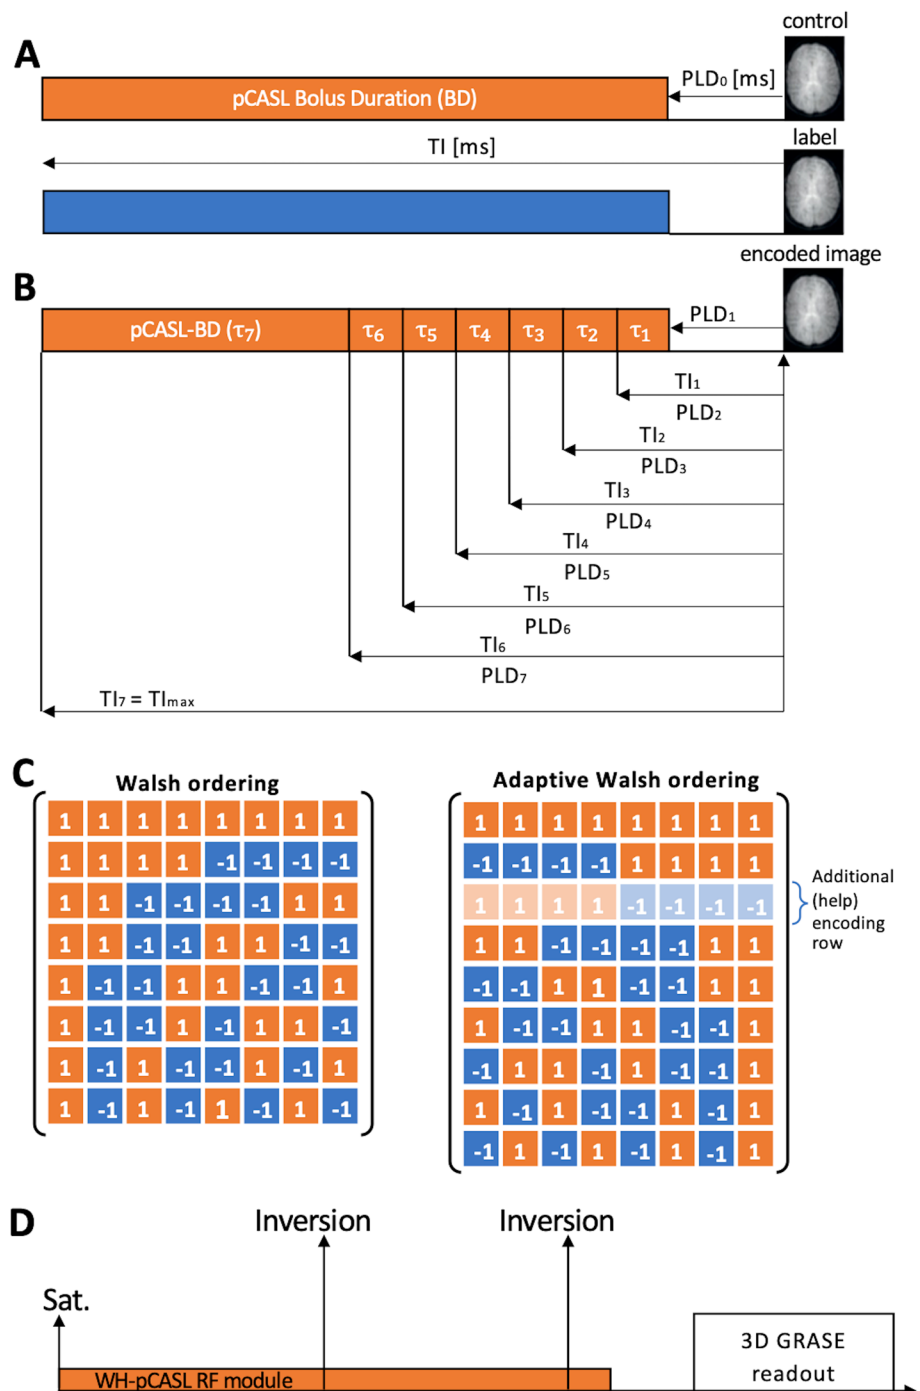 control
A
PLD₀ [ms]
pCASL Bolus Duration (BD)
label
TI [ms]
encoded image
B
PLD₁
pCASL-BD (τ₇) τ₆ τ₅ τ₄ τ₃ τ₂ τ₁
TI₁
PLD₂
TI₂
PLD₃
TI₃
PLD₄
TI₄
PLD₅
TI₅
PLD₆
TI₆
PLD₇
TI₇ = TImax
C
Walsh ordering
1 1 1 1 1 1 1 1
1 1 1 1 -1 -1 -1 -1
1 1 -1 -1 -1 -1 1 1
1 1 -1 -1 1 1 -1 -1
1 -1 -1 1 1 -1 -1 1
1 -1 -1 1 -1 1 1 -1
1 -1 1 -1 -1 1 -1 1
1 -1 1 -1 1 -1 1 -1
Adaptive Walsh ordering
1 1 1 1 1 1 1 1
-1 -1 -1 -1 1 1 1 1
1 1 1 1 -1 -1 -1 -1
1 1 -1 -1 -1 -1 1 1
-1 -1 1 1 -1 -1 1 1
1 -1 -1 1 1 -1 -1 1
-1 1 1 -1 1 -1 -1 1
1 -1 1 -1 -1 1 -1 1
-1 1 -1 1 -1 1 -1 1
Additional
(help)
encoding
row
D
Inversion Inversion
Sat.
3D GRASE
readout
WH-pCASL RF module